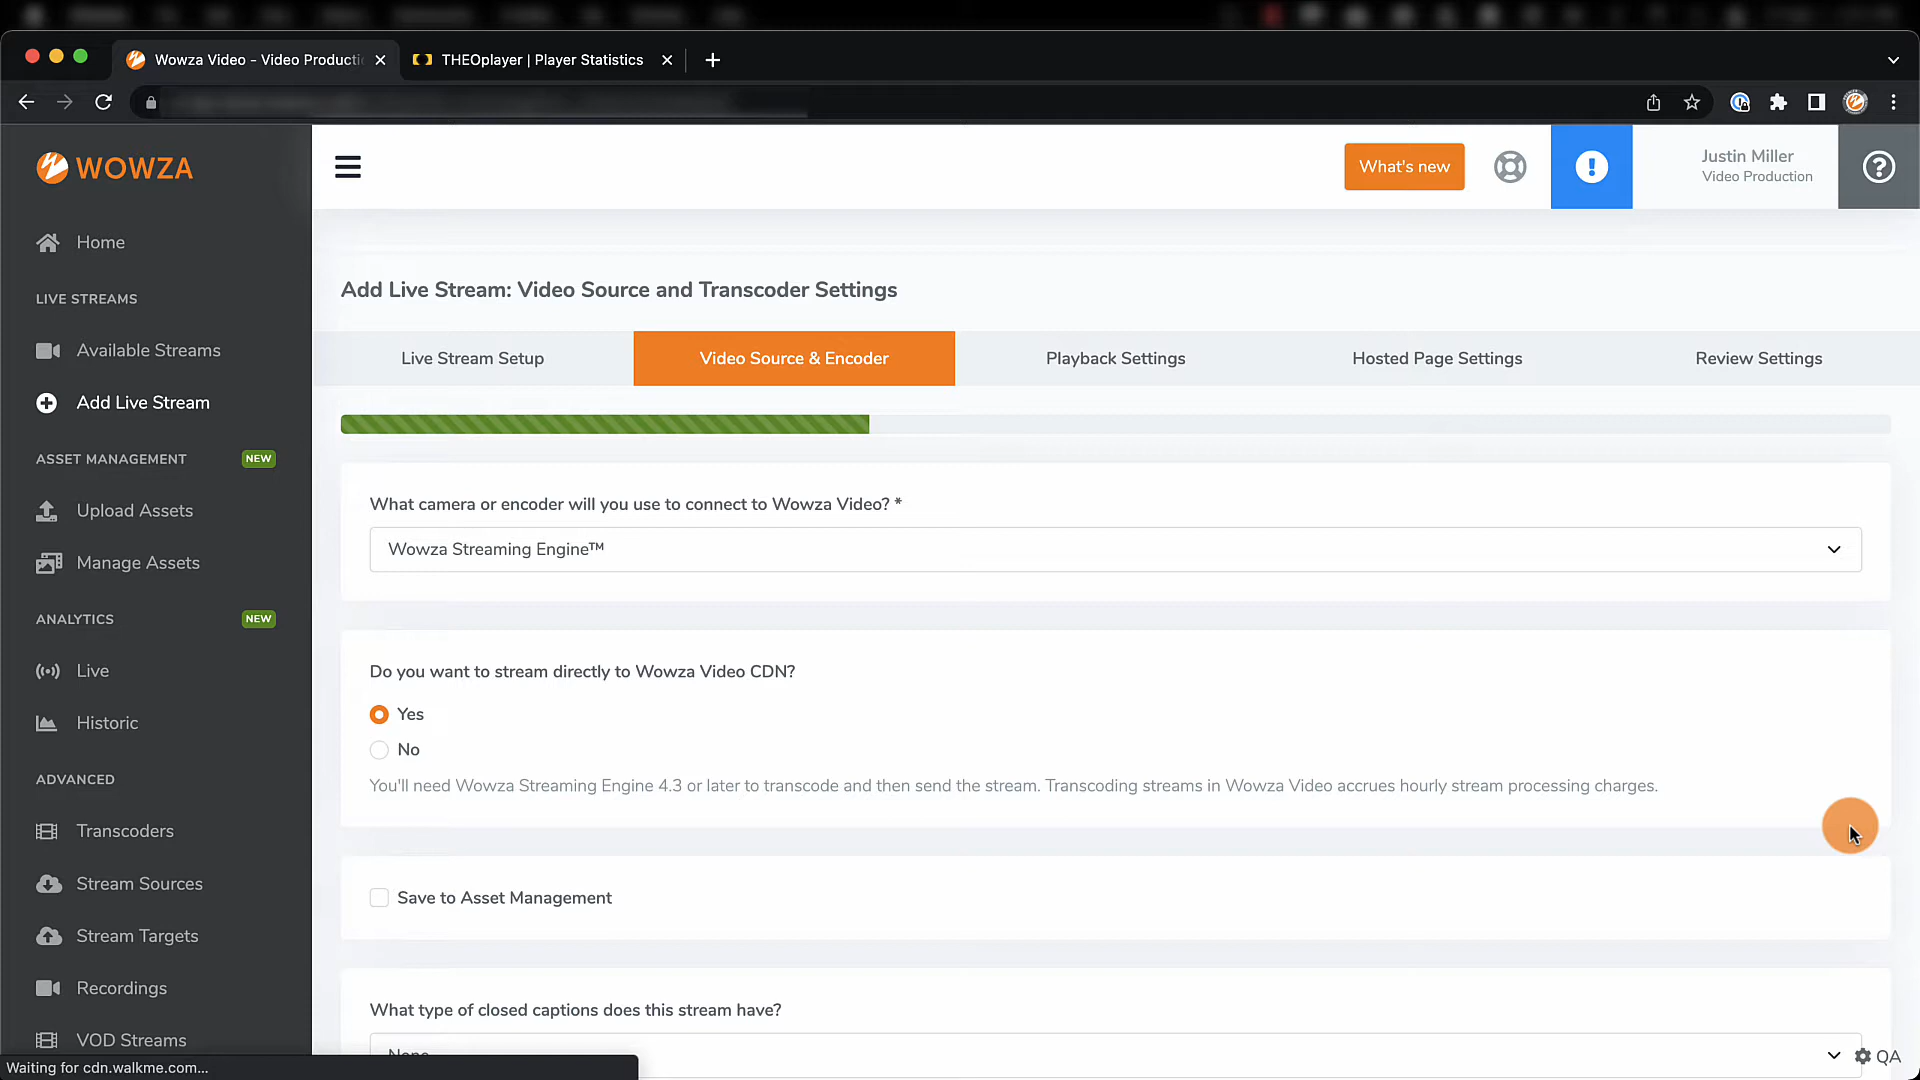 Wowza Video - Video Producti
THEOplayer | Player Statistics
WOWZA
What's new
Justin Miller
Video Production
Home
LIVE STREAMS
Available Streams
Add Live Stream
ASSET MANAGEMENT NEW
Upload Assets
Manage Assets
ANALYTICS NEW
Live
Historic
ADVANCED
Transcoders
Stream Sources
Stream Targets
Recordings
VOD Streams
Add Live Stream: Video Source and Transcoder Settings
Live Stream Setup
Video Source & Encoder
Playback Settings
Hosted Page Settings
Review Settings
What camera or encoder will you use to connect to Wowza Video? *
Wowza Streaming Engine™
Do you want to stream directly to Wowza Video CDN?
Yes
No
You'll need Wowza Streaming Engine 4.3 or later to transcode and then send the stream. Transcoding streams in Wowza Video accrues hourly stream processing charges.
Save to Asset Management
What type of closed captions does this stream have?
None
QA
Waiting for cdn.walkme.com...